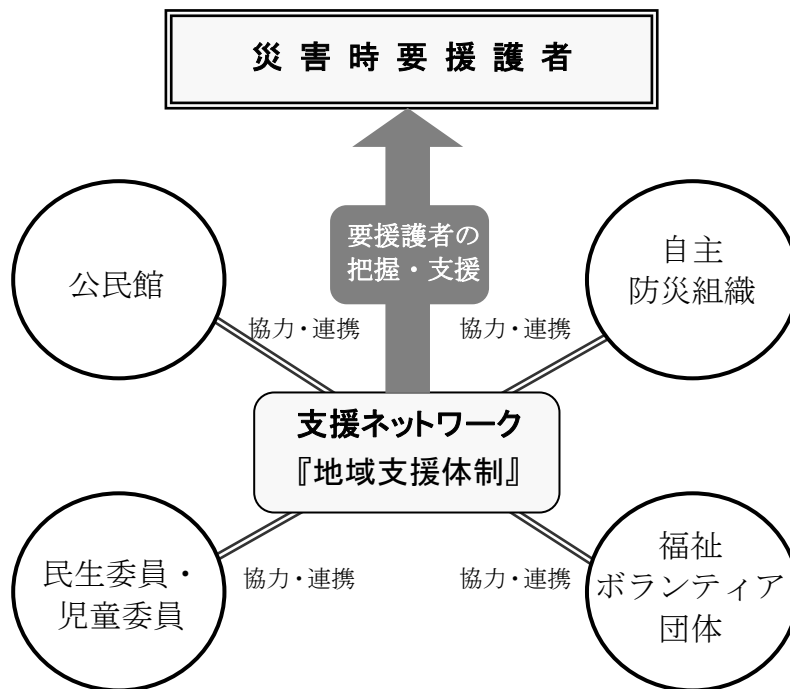 災害時要援護者
要援護者の
把握・支援
公民館
自主
防災組織
協力・連携
協力・連携
支援ネットワーク
『地域支援体制』
民生委員・
児童委員
協力・連携
協力・連携
福祉
ボランティア
団体